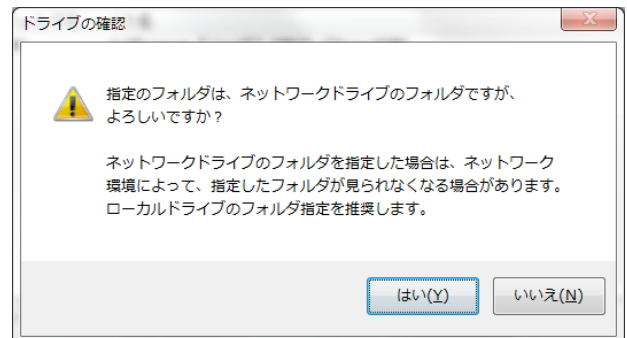 ドライブの確認
指定のフォルダは、ネットワークドライブのフォルダですが、
よろしいですか？
ネットワークドライブのフォルダを指定した場合は、ネットワーク
環境によって、指定したフォルダが見られなくなる場合があります。
ローカルドライブのフォルダ指定を推奨します。
はい(Y) いいえ(N)